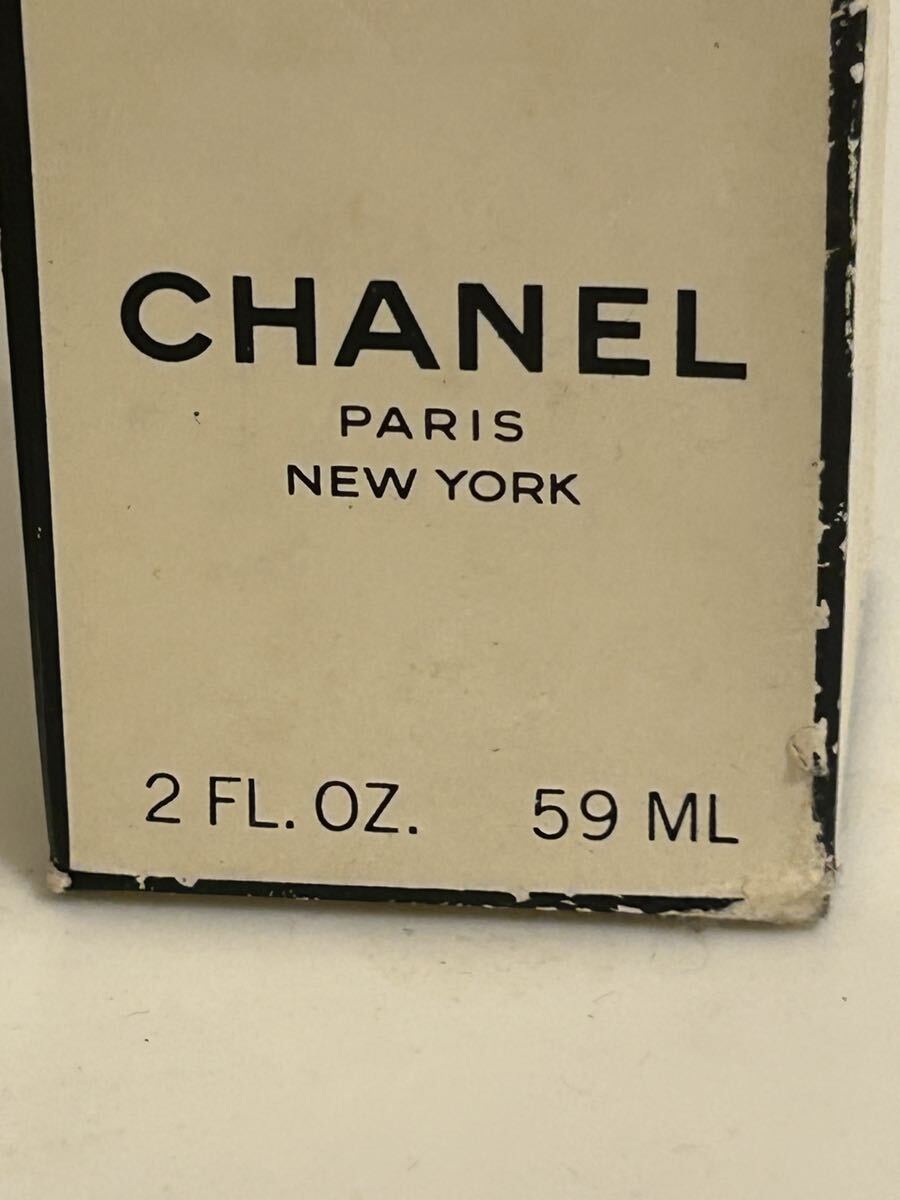 CHANEL
PARIS
NEW YORK
2 FL. OZ. 59 ML